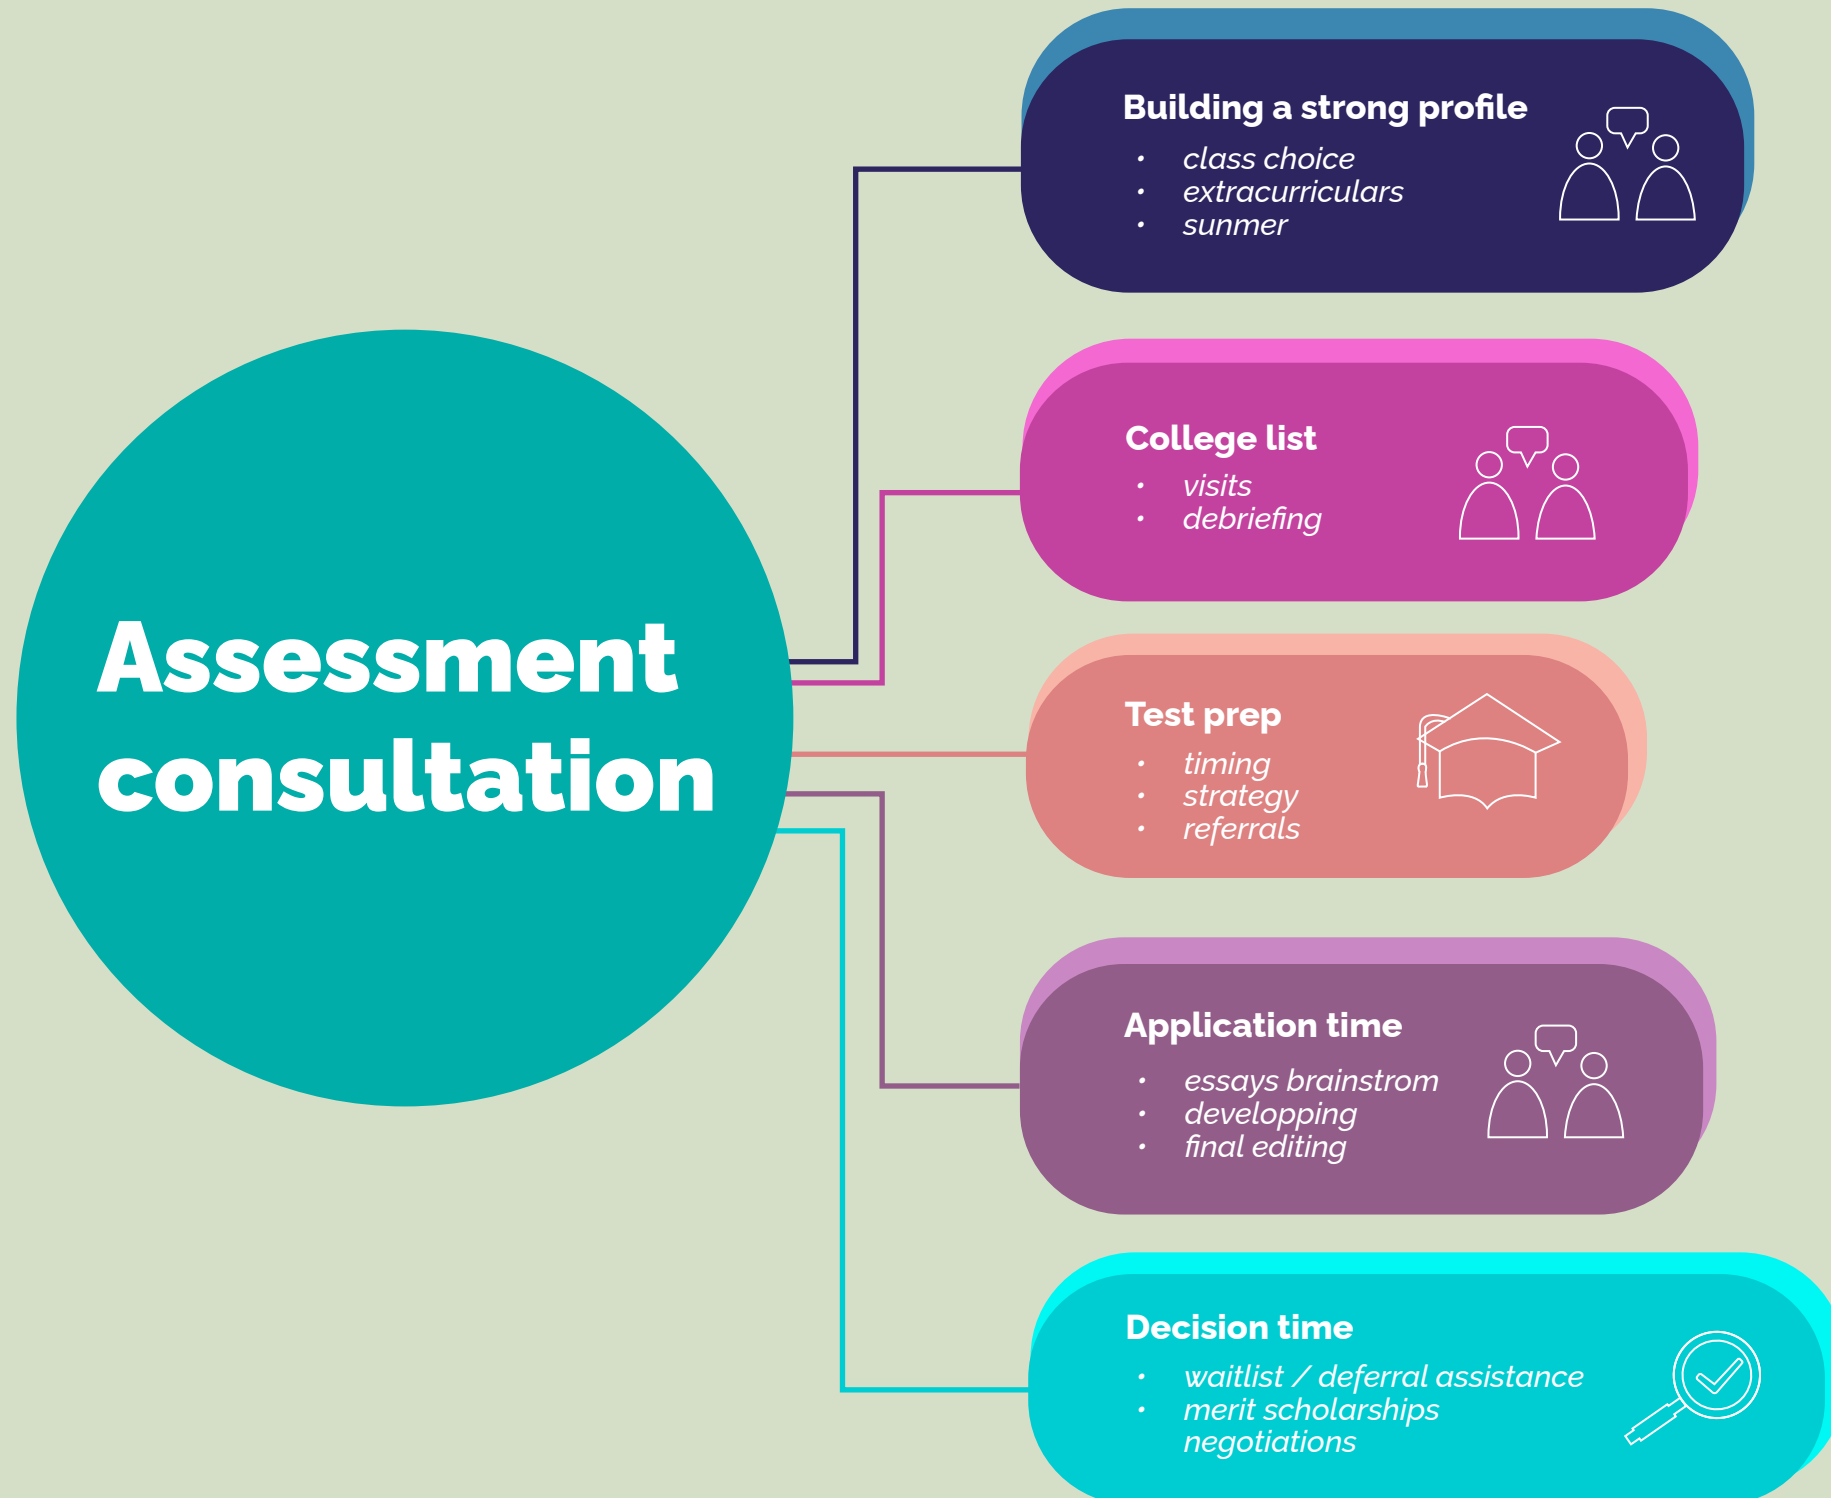 Assessment
consultation
Building a strong profile
• class choice
• extracurriculars
• sunmer
College list
• visits
• debriefing
Test prep
• timing
• strategy
• referrals
Application time
• essays brainstrom
• developping
• final editing
Decision time
• waitlist / deferral assistance
• merit scholarships
negotiations